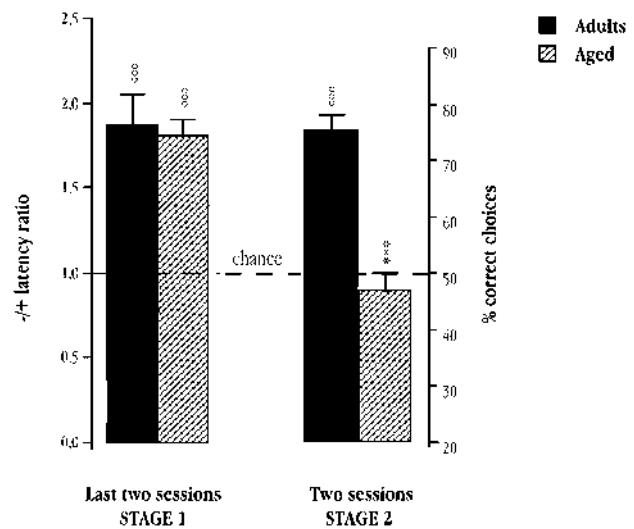 2,5
2,0
1,5
1,0
0,5
0,0
-/+ latency ratio
°°°
°°°
°°°
***
chance
90
80
70
60
50
40
30
20
% correct choices
Adults
Aged
Last two sessions
STAGE 1
Two sessions
STAGE 2